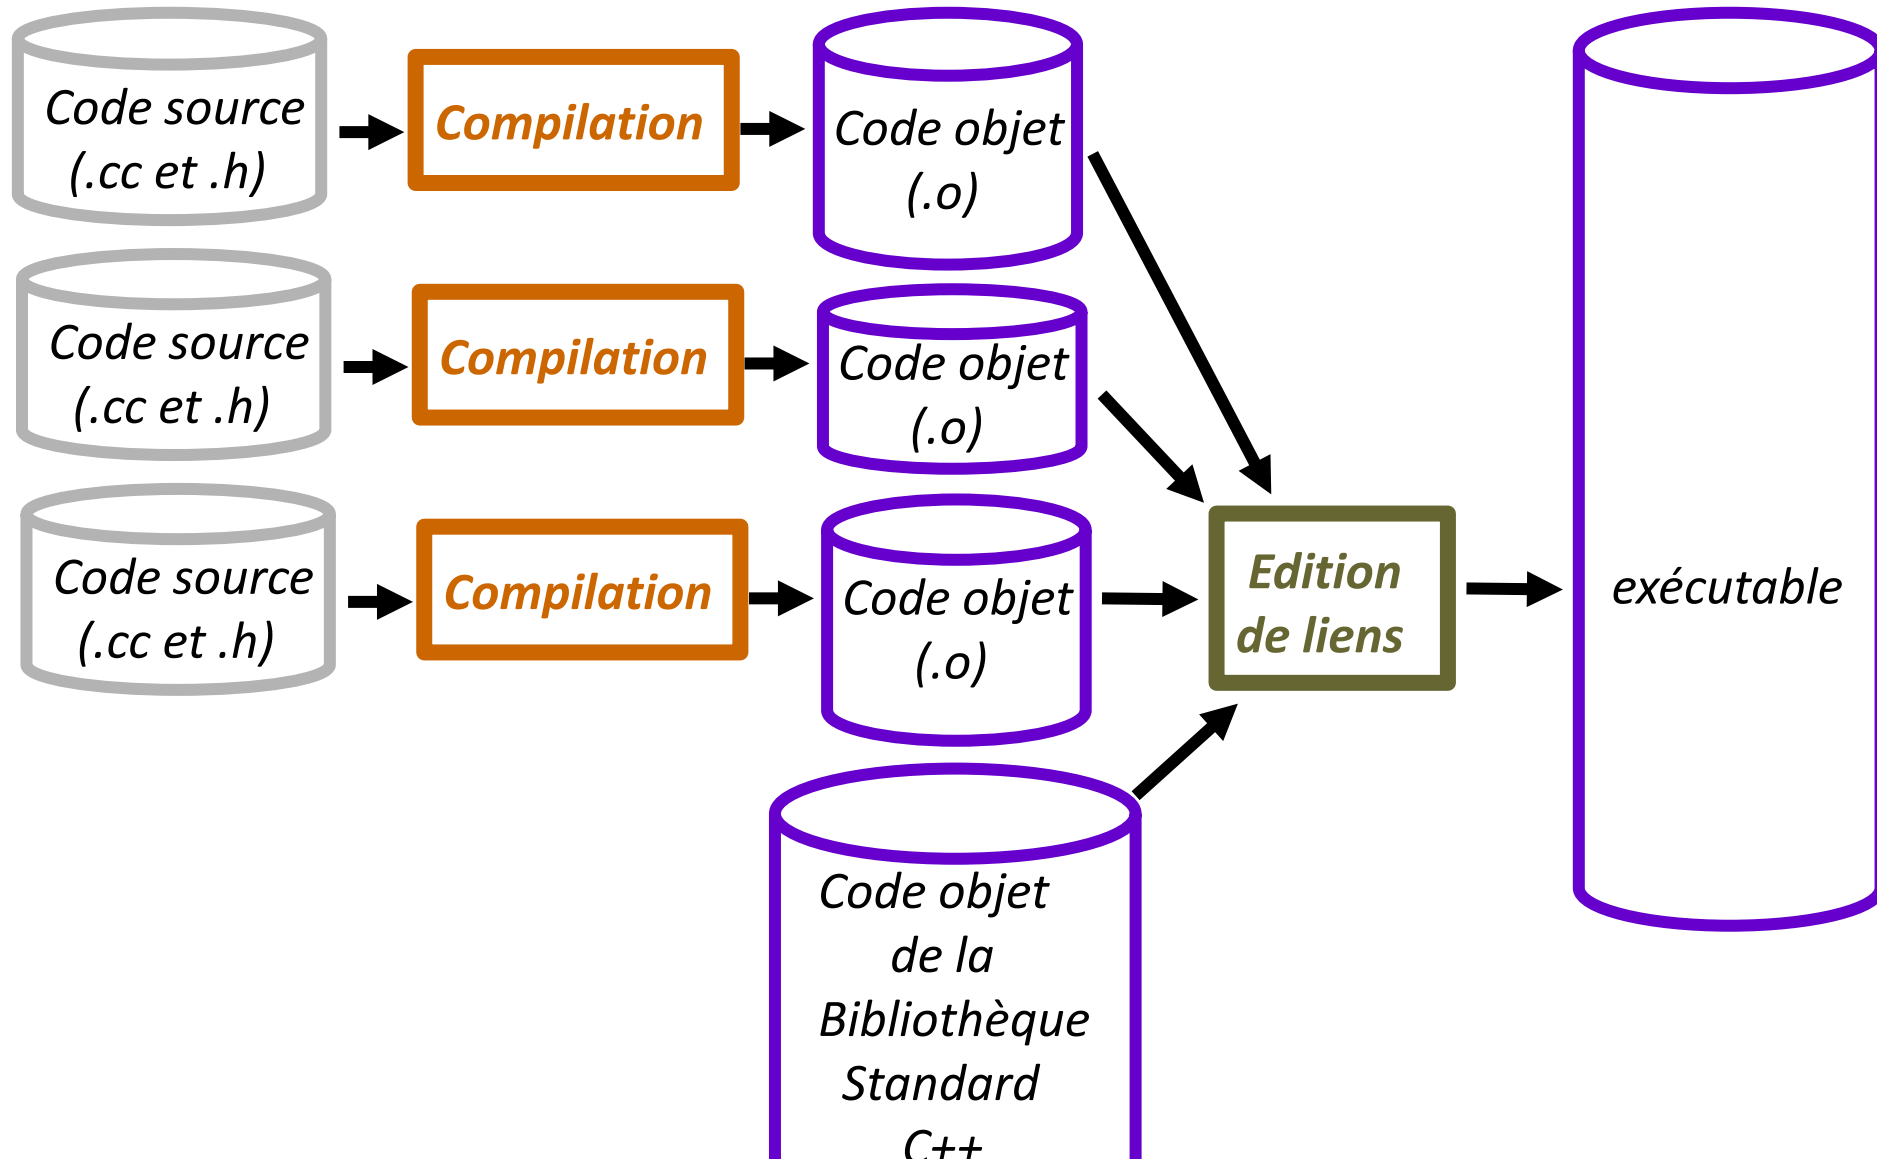 Code source
(.cc et .h)
Compilation
Code objet
(.o)
Code source
(.cc et .h)
Compilation
Code objet
(.o)
Code source
(.cc et .h)
Compilation
Code objet
(.o)
Edition
de liens
exécutable
Code objet
de la
Bibliothèque
Standard
C++